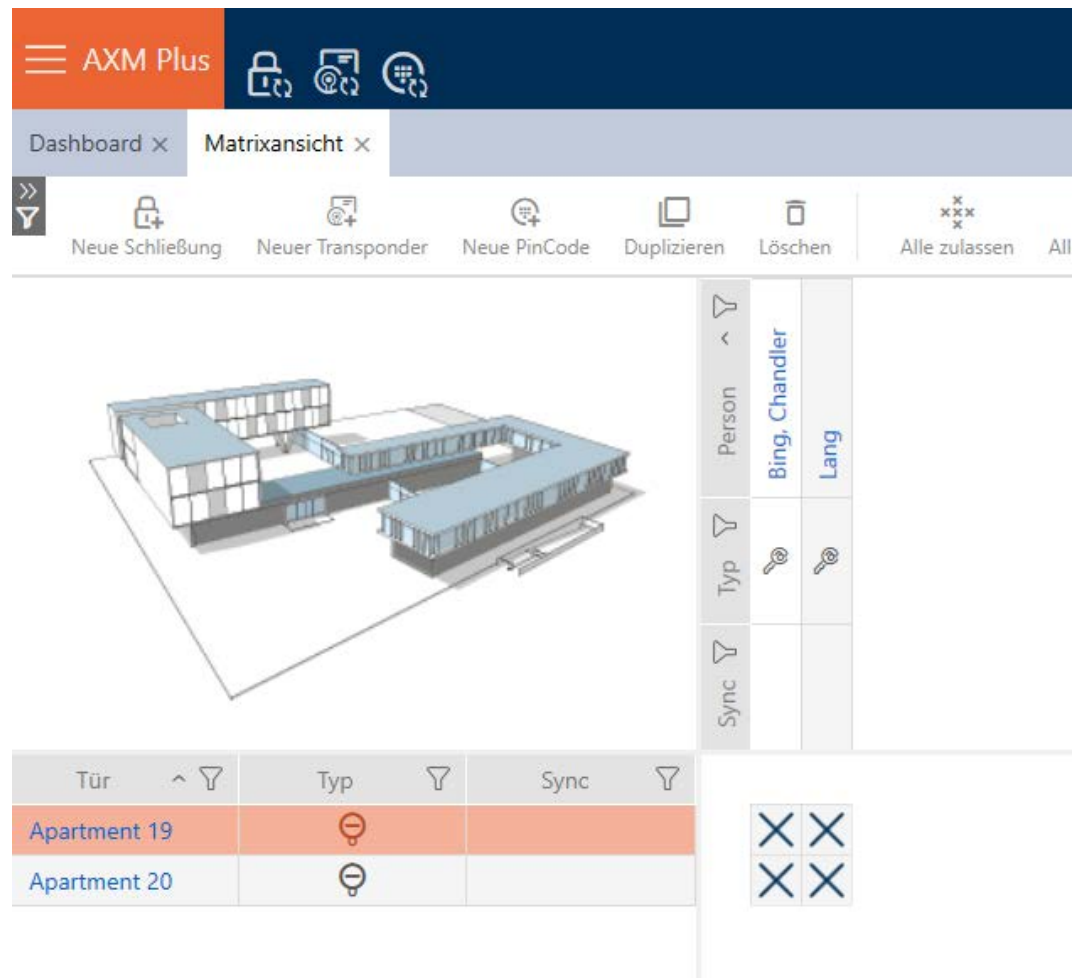 AXM Plus
Dashboard Matrixansicht
Neue Schließung Neuer Transponder Neue PinCode Duplizieren Löschen Alle zulassen All
Person Bing, Chandler Lang
Typ
Sync
Tür Typ Sync
Apartment 19
Apartment 20